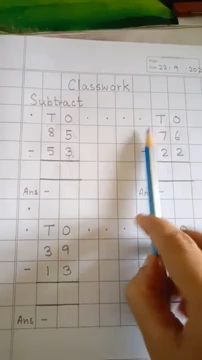 Date 22.9.202
Classwork
Subtract
. T O . . . . T O
8 5 7 6
- 5 3 - 2 2
Ans - Ans -
.
. T O . . . . T O
3 9
- 1 3
Ans -